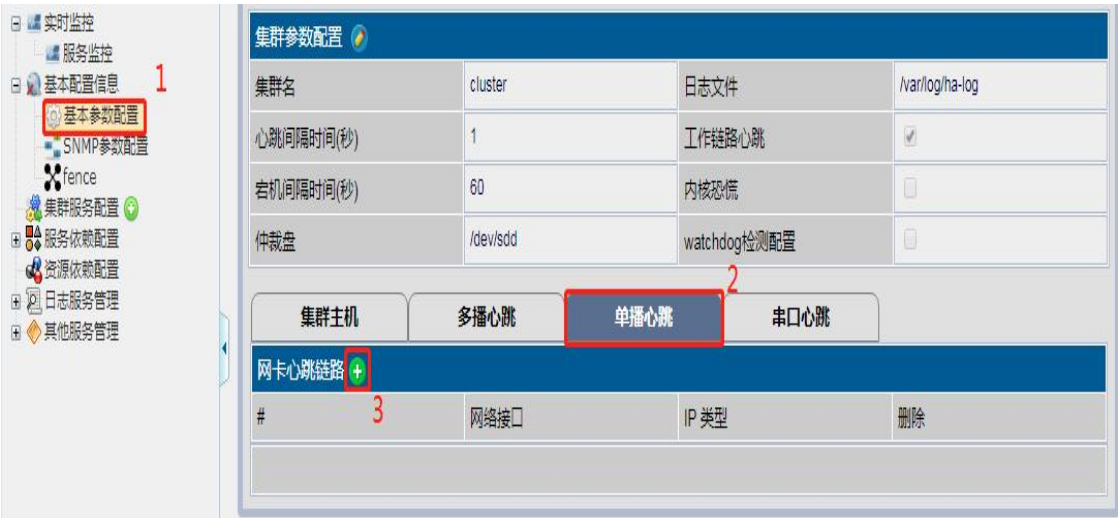 实时监控
服务监控
基本配置信息
1
基本参数配置
SNMP参数配置
fence
集群服务配置
服务依赖配置
资源依赖配置
日志服务管理
其他服务管理
集群参数配置
集群名 cluster 日志文件 /var/log/ha-log
心跳间隔时间(秒) 1 工作链路心跳
宕机间隔时间(秒) 60 内核恐慌
仲裁盘 /dev/sdd watchdog检测配置
2
集群主机 多播心跳 单播心跳 串口心跳
网卡心跳链路
3
# 网络接口 IP 类型 删除